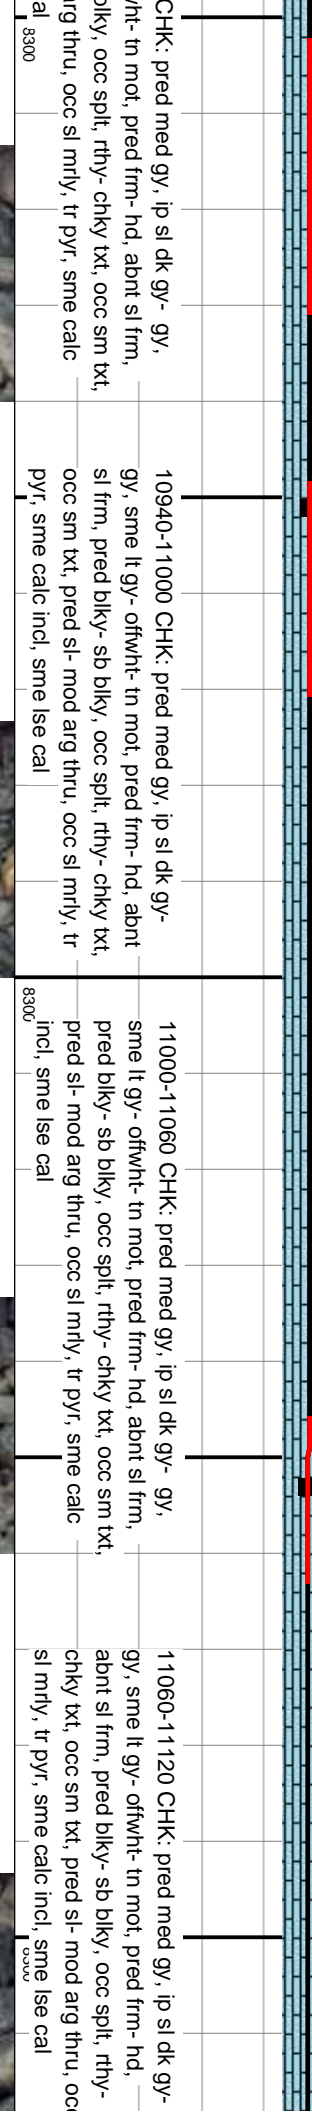 CHK: pred med gy, ip sl dk gy- gy,
wht- tn mot, pred frm- hd, abnt sl frm,
blky, occ splt, rthy- chky txt, occ sm txt,
arg thru, occ sl mrly, tr pyr, sme calc
al
8300
10940-11000 CHK: pred med gy, ip sl dk gy-
gy, sme lt gy- offwht- tn mot, pred frm- hd, abnt
sl frm, pred blky- sb blky, occ splt, rthy- chky txt,
occ sm txt, pred sl- mod arg thru, occ sl mrly, tr
pyr, sme calc incl, sme lse cal
11000-11060 CHK: pred med gy, ip sl dk gy- gy,
sme lt gy- offwht- tn mot, pred frm- hd, abnt sl frm,
pred blky- sb blky, occ splt, rthy- chky txt, occ sm txt,
pred sl- mod arg thru, occ sl mrly, tr pyr, sme calc
incl, sme lse cal
8300
11060-11120 CHK: pred med gy, ip sl dk gy-
gy, sme lt gy- offwht- tn mot, pred frm- hd,
abnt sl frm, pred blky- sb blky, occ splt, rthy-
chky txt, occ sm txt, pred sl- mod arg thru, occ
sl mrly, tr pyr, sme calc incl, sme lse cal
8300